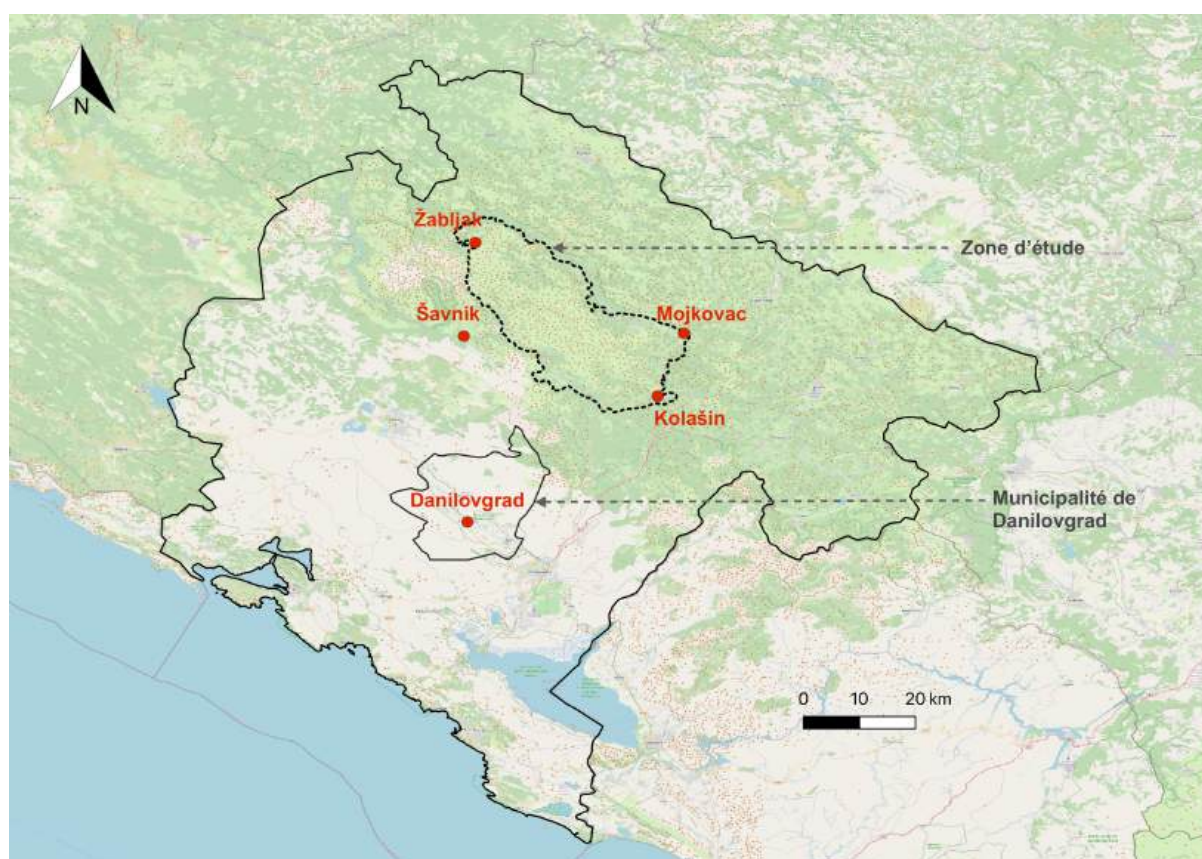 N
Žabljak
Zone d’étude
Šavnik
Mojkovac
Kolašin
Danilovgrad
Municipalité de
Danilovgrad
0 10 20 km